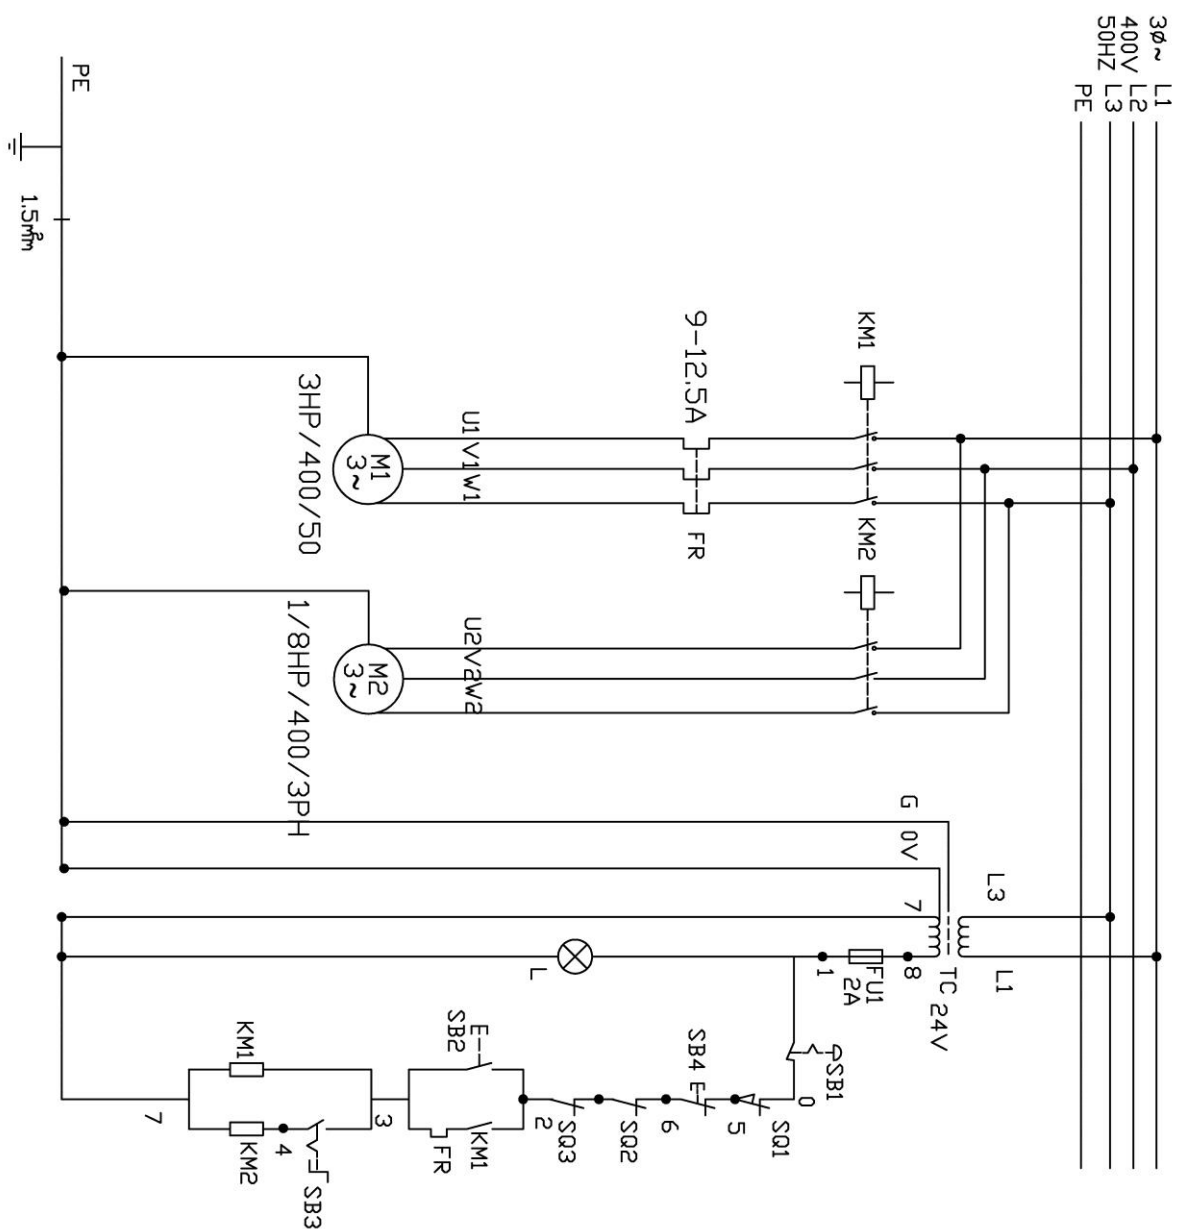 3Ø~ L1
400V L2
50HZ L3
PE
KM1
9-12.5A
FR
U1 V1 W1
M1
3~
3HP/400/50
KM2
U2 V2 W2
M2
3~
1/8HP/400/3PH
PE
1.5mm²
L3
L1
G 0V
7
TC 24V
8
FU1
2A
1
L
SB1
0
SQ1
5
SB4 E
6
SQ2
SQ3
2
E
SB2
KM1
FR
3
SB3
4
KM1
KM2
7